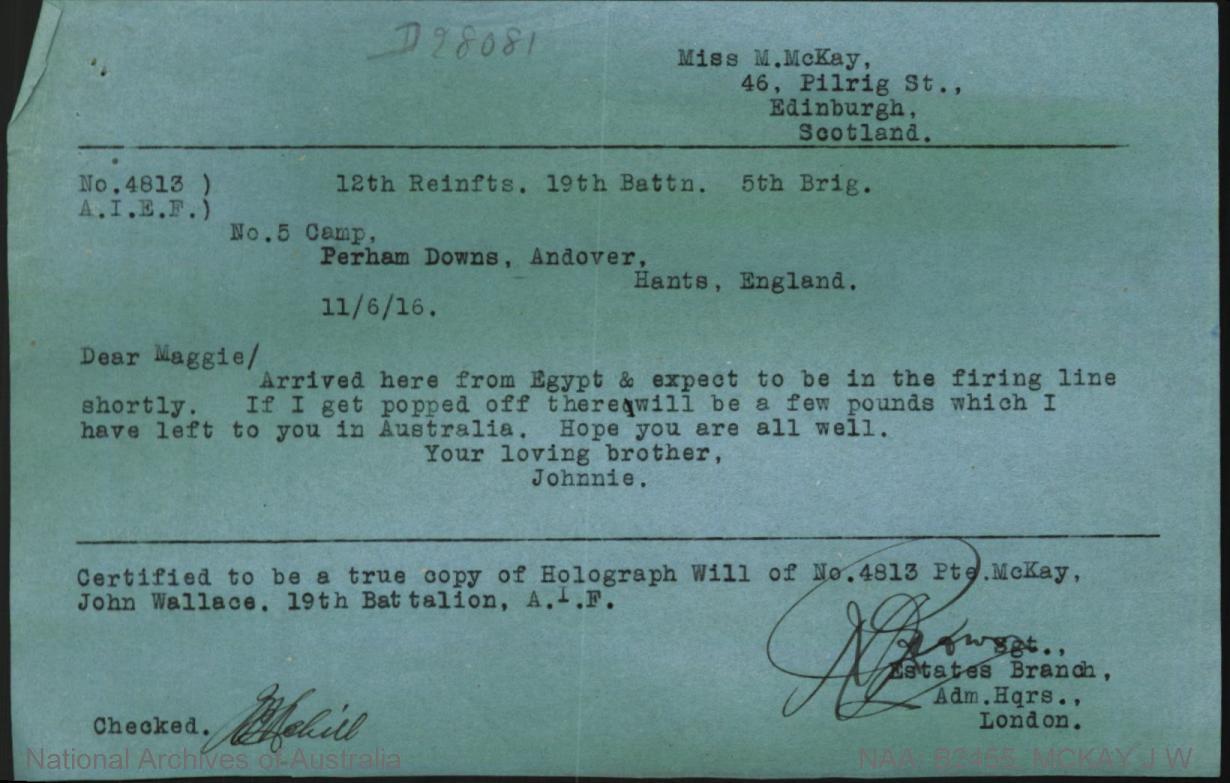 D28081
Miss M.McKay,
46, Pilrig St.,
Edinburgh,
Scotland.
No.4813 ) 12th Reinfts. 19th Battn. 5th Brig.
A.I.E.F.)
No.5 Camp,
Perham Downs, Andover,
Hants, England.
11/6/16.
Dear Maggie/
Arrived here from Egypt & expect to be in the firing line
shortly. If I get popped off there will be a few pounds which I
have left to you in Australia. Hope you are all well.
Your loving brother,
Johnnie.
Certified to be a true copy of Holograph Will of No.4813 Pte.McKay,
John Wallace. 19th Battalion, A.I.F.
Sgt.,
Estates Branch,
Adm.Hqrs.,
London.
Checked.
National Archives of Australia NAA: B2455, MCKAY J W